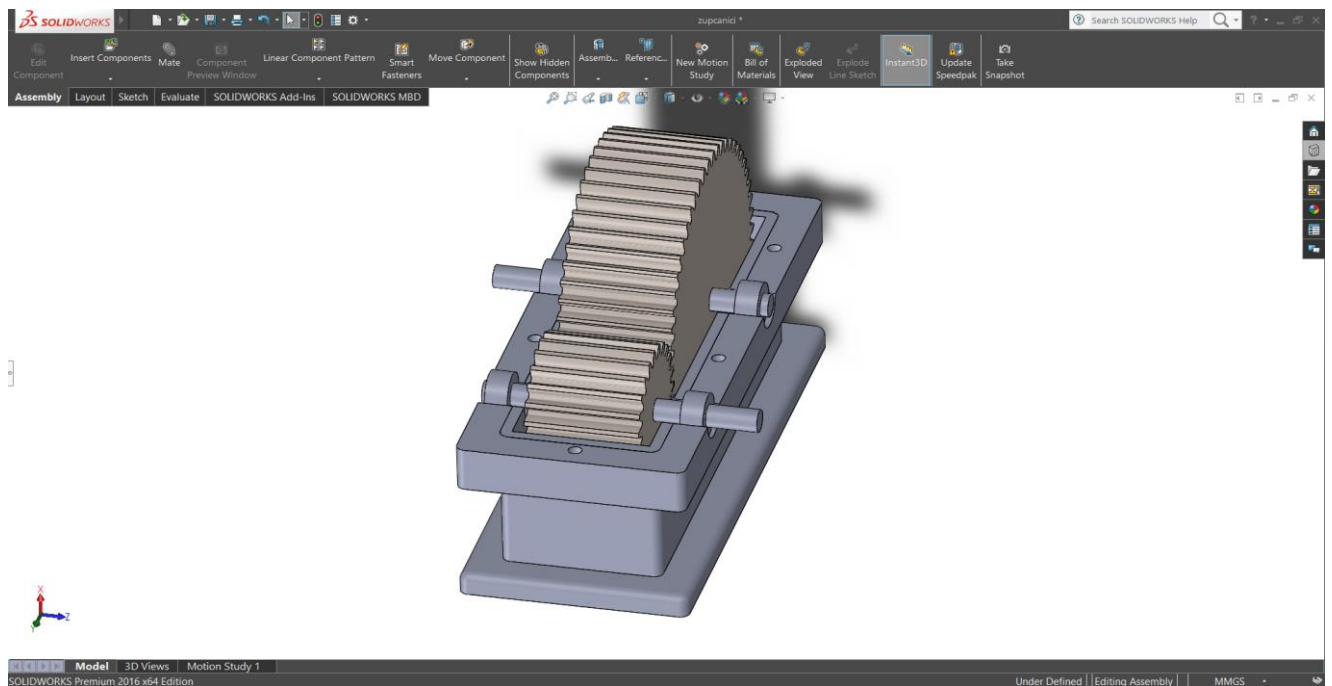 SOLIDWORKS
zupcanici *
Search SOLIDWORKS Help
Edit Component
Insert Components
Mate
Component Preview Window
Linear Component Pattern
Smart Fasteners
Move Component
Show Hidden Components
Assemb...
Referenc...
New Motion Study
Bill of Materials
Exploded View
Explode Line Sketch
Instant3D
Update Speedpak
Take Snapshot
Assembly Layout Sketch Evaluate SOLIDWORKS Add-Ins SOLIDWORKS MBD
X
Z
Y
Model 3D Views Motion Study 1
SOLIDWORKS Premium 2016 x64 Edition Under Defined Editing Assembly MMGS